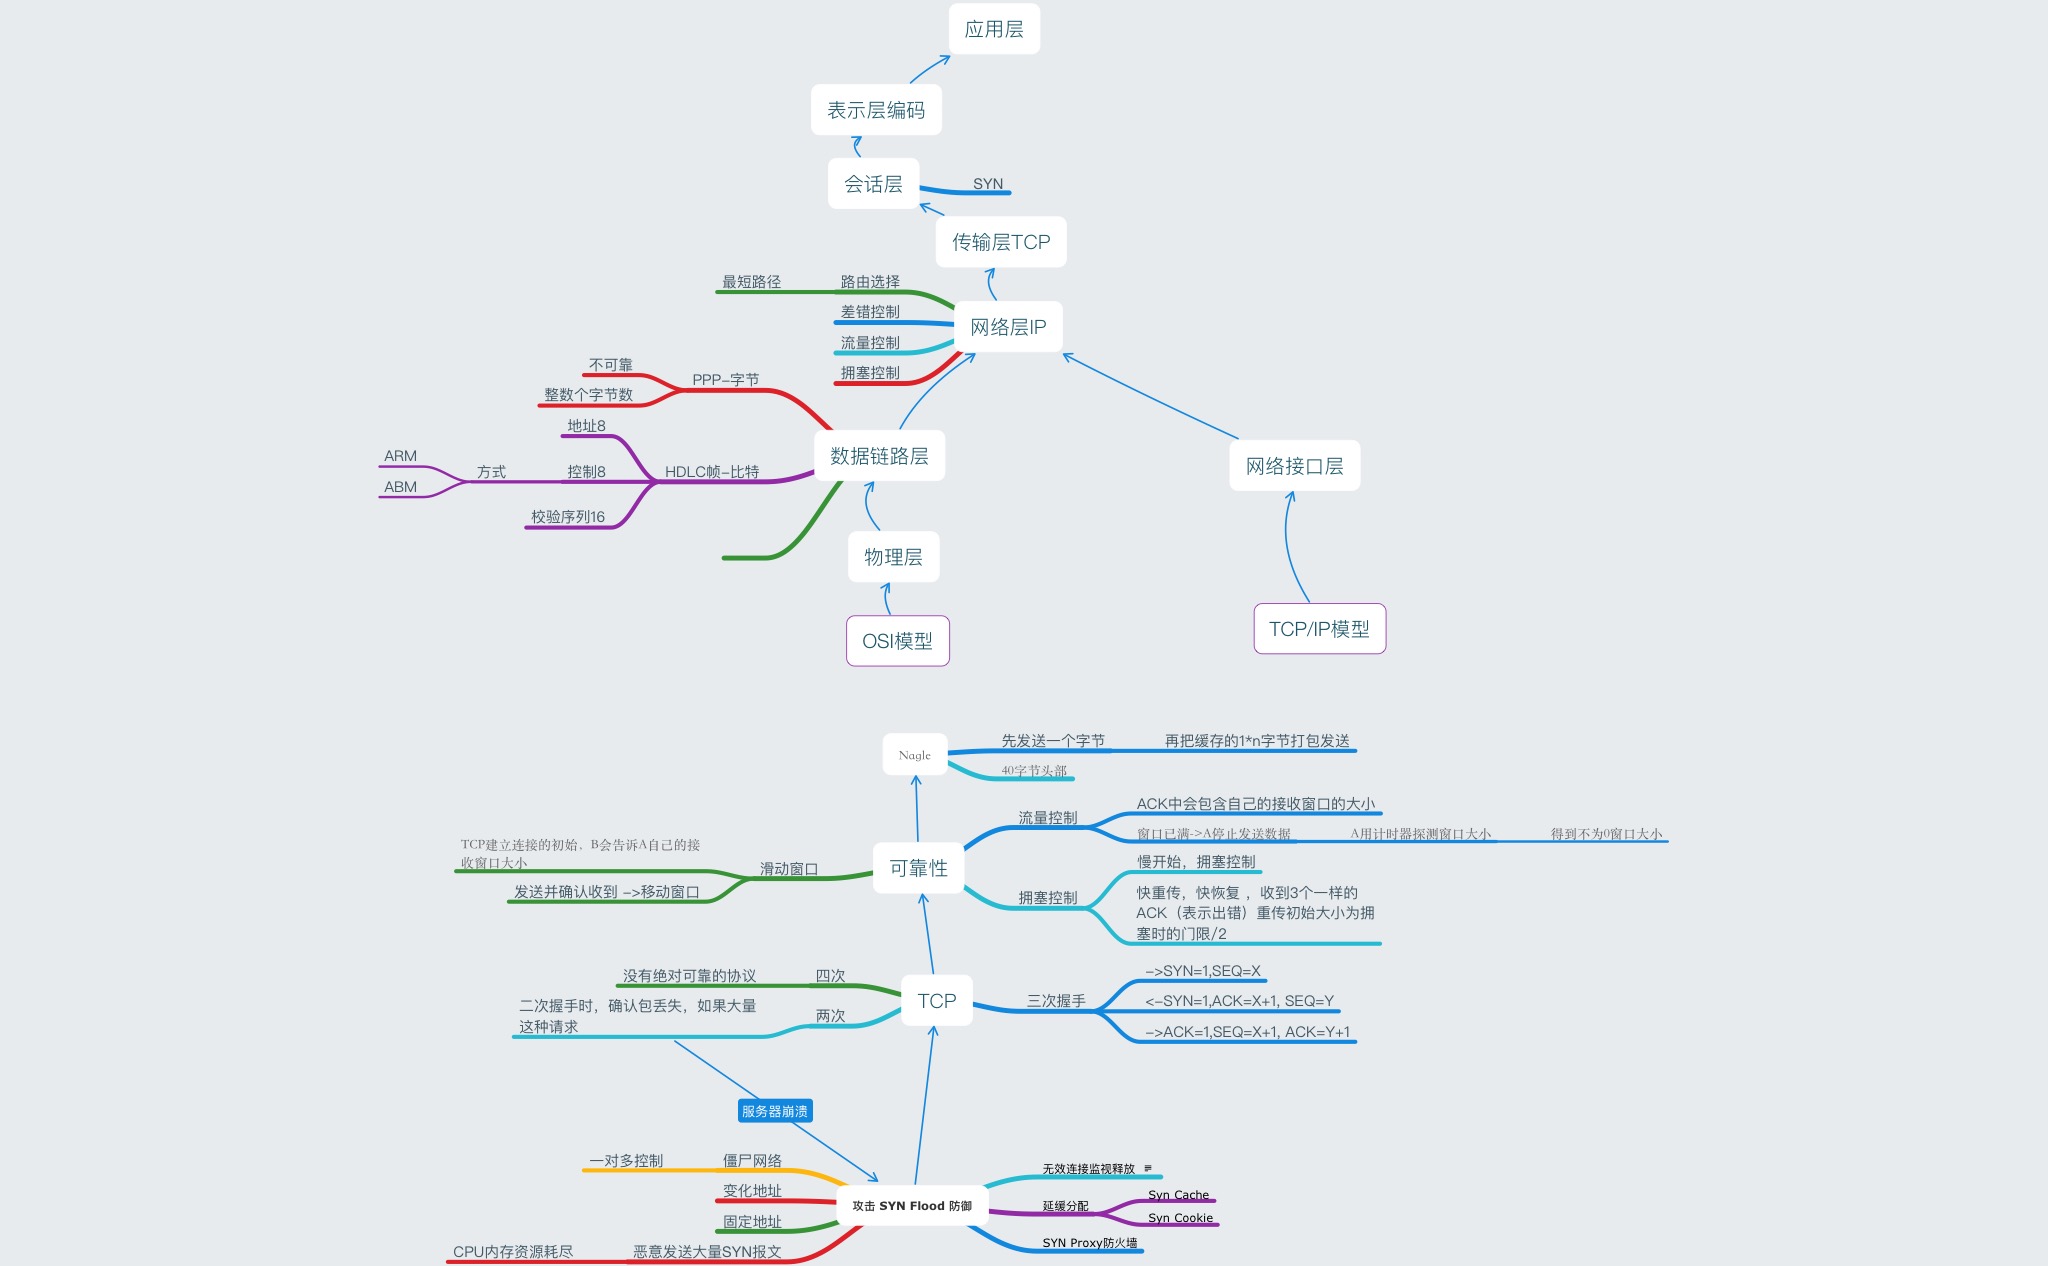 应用层
表示层编码
会话层
SYN
传输层TCP
最短路径
路由选择
差错控制
网络层IP
流量控制
拥塞控制
不可靠
PPP-字节
整数个字节数
地址8
ARM
方式
控制8
HDLC帧-比特
数据链路层
网络接口层
ABM
校验序列16
物理层
OSI模型
TCP/IP模型
Nagle
先发送一个字节
再把缓存的1*n字节打包发送
40字节头部
流量控制
ACK中会包含自己的接收窗口的大小
窗口已满->A停止发送数据
A用计时器探测窗口大小
得到不为0窗口大小
TCP建立连接的初始、B会告诉A自己的接
收窗口大小
滑动窗口
发送并确认收到 ->移动窗口
可靠性
拥塞控制
慢开始，拥塞控制
快重传，快恢复 ，收到3个一样的
ACK（表示出错）重传初始大小为拥
塞时的门限/2
没有绝对可靠的协议
四次
二次握手时，确认包丢失，如果大量
这种请求
两次
TCP
三次握手
->SYN=1,SEQ=X
<-SYN=1,ACK=X+1, SEQ=Y
->ACK=1,SEQ=X+1, ACK=Y+1
服务器崩溃
一对多控制
僵尸网络
变化地址
固定地址
CPU内存资源耗尽
恶意发送大量SYN报文
攻击 SYN Flood 防御
无效连接监视释放
延缓分配
Syn Cache
Syn Cookie
SYN Proxy防火墙